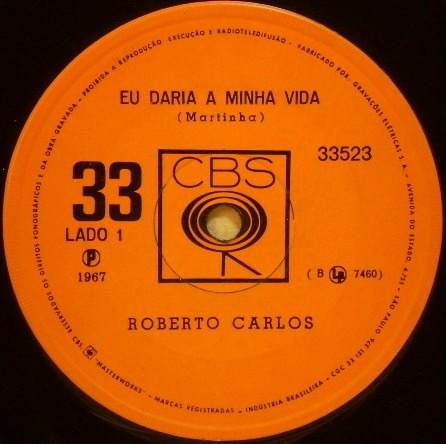 RESERVADOS OS DIREITOS FONOGRÁFICOS E DA OBRA GRAVADA - PROIBIDA A REPRODUÇÃO EXECUÇÃO E RADIOTELEDIFUSÃO - FABRICADO POR: GRAVAÇÕES ELÉTRICAS S.A. - AVENIDA DO ESTADO, 4755 - SÃO PAULO
EU DARIA A MINHA VIDA
(Martinha)
33
CBS
33523
LADO 1
P
1967
( B LP 7460)
ROBERTO CARLOS
CBS "MASTERWORKS" - MARCAS REGISTRADAS - INDÚSTRIA BRASILEIRA -